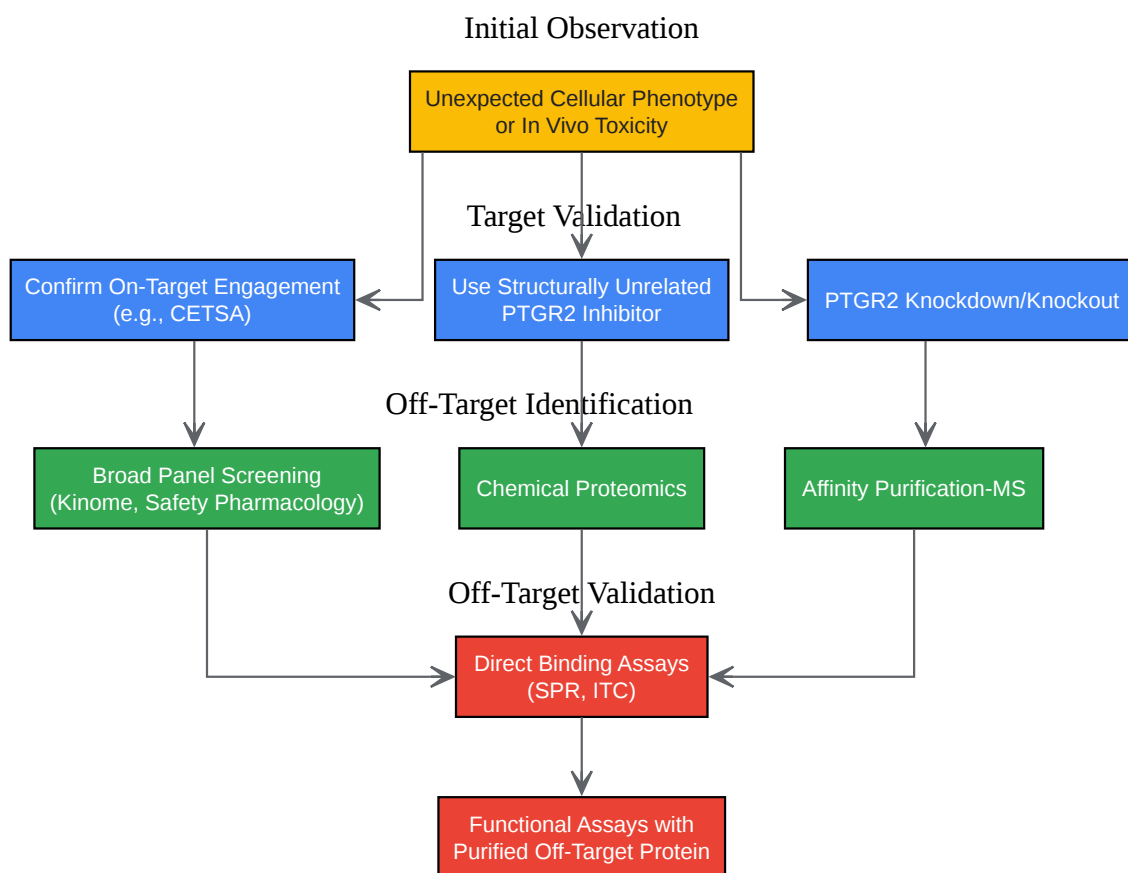 Initial Observation
Unexpected Cellular Phenotype
or In Vivo Toxicity
Target Validation
Confirm On-Target Engagement
(e.g., CETSA)
Use Structurally Unrelated
PTGR2 Inhibitor
PTGR2 Knockdown/Knockout
Off-Target Identification
Broad Panel Screening
(Kinome, Safety Pharmacology)
Chemical Proteomics
Affinity Purification-MS
Off-Target Validation
Direct Binding Assays
(SPR, ITC)
Functional Assays with
Purified Off-Target Protein